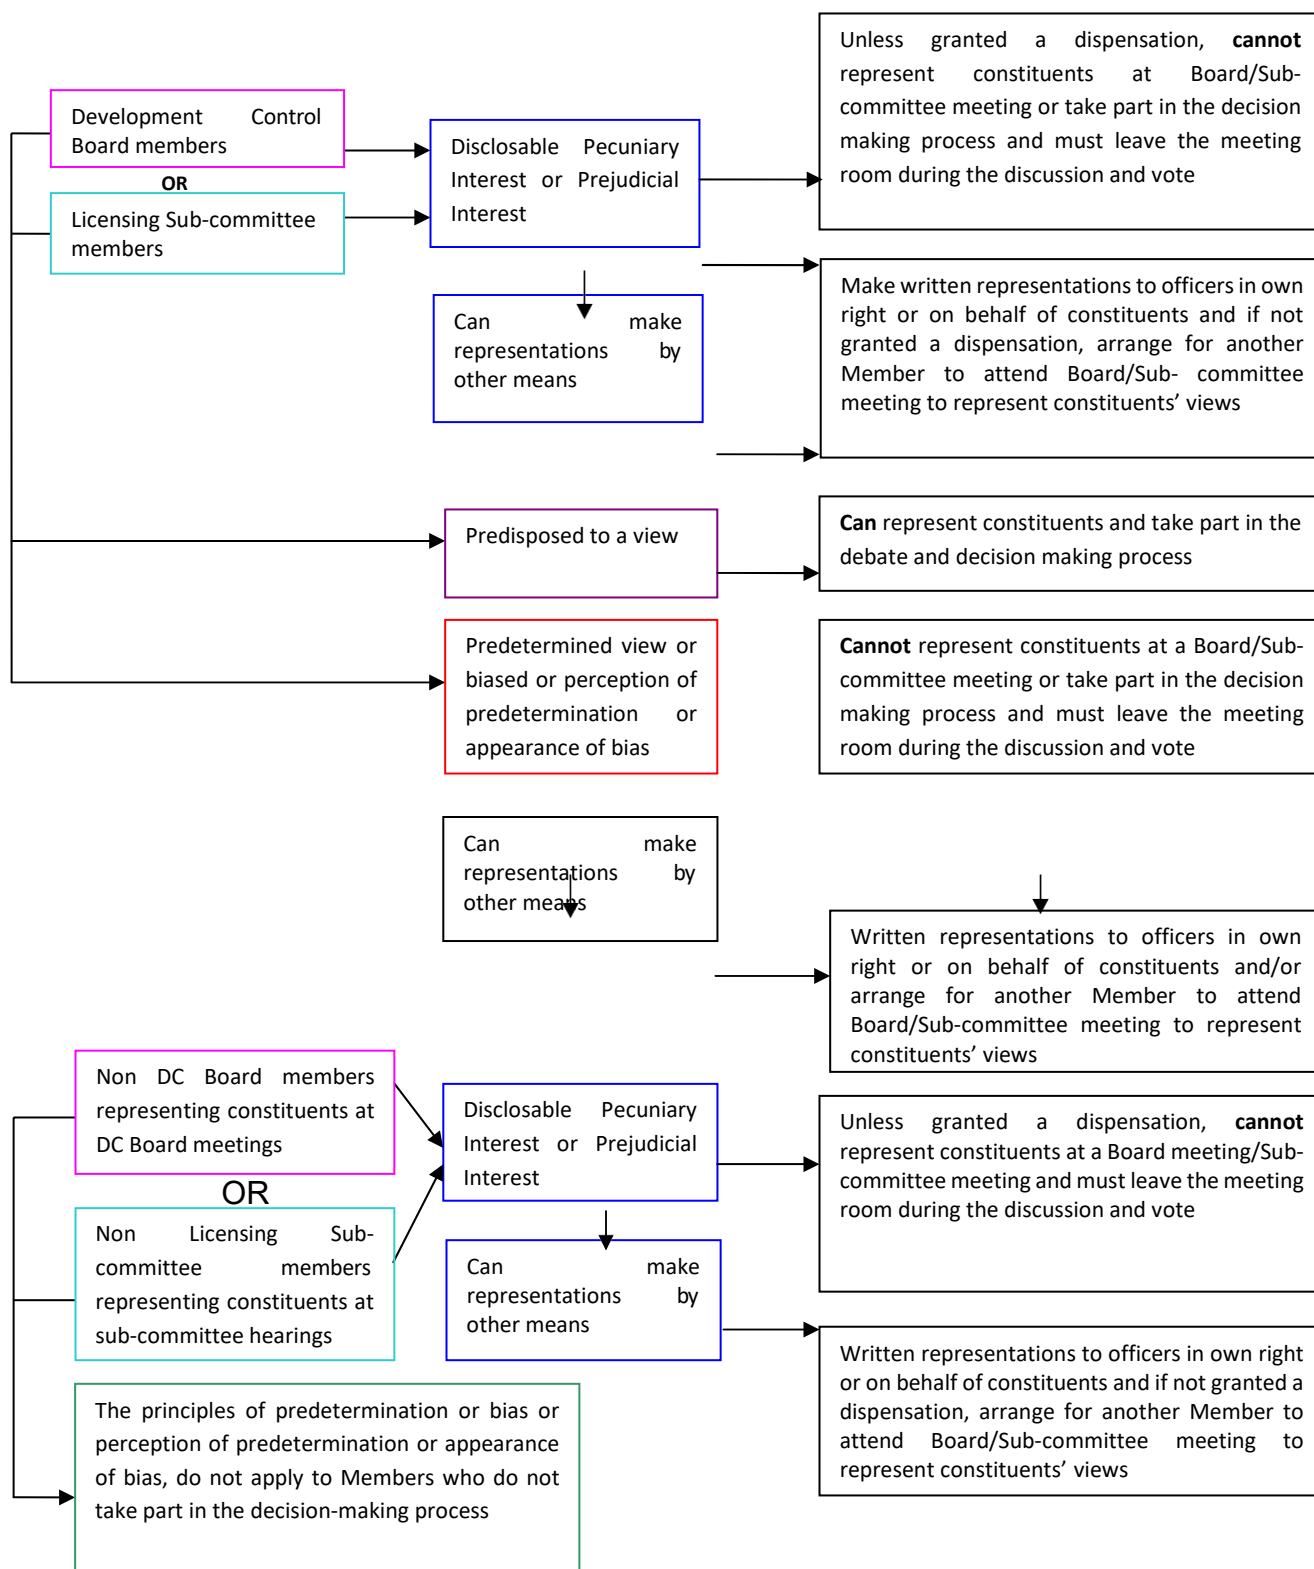 Unless granted a dispensation, cannot
represent constituents at Board/Sub-
committee meeting or take part in the decision
making process and must leave the meeting
room during the discussion and vote
Development Control
Board members
OR
Licensing Sub-committee
members
Disclosable Pecuniary
Interest or Prejudicial
Interest
Can make
representations by
other means
Make written representations to officers in own
right or on behalf of constituents and if not
granted a dispensation, arrange for another
Member to attend Board/Sub- committee
meeting to represent constituents’ views
Predisposed to a view
Can represent constituents and take part in the
debate and decision making process
Predetermined view or
biased or perception of
predetermination or
appearance of bias
Cannot represent constituents at a Board/Sub-
committee meeting or take part in the decision
making process and must leave the meeting
room during the discussion and vote
Can make
representations by
other means
Written representations to officers in own
right or on behalf of constituents and/or
arrange for another Member to attend
Board/Sub-committee meeting to represent
constituents’ views
Non DC Board members
representing constituents at
DC Board meetings
OR
Non Licensing Sub-
committee members
representing constituents at
sub-committee hearings
Disclosable Pecuniary
Interest or Prejudicial
Interest
Unless granted a dispensation, cannot
represent constituents at a Board meeting/Sub-
committee meeting and must leave the meeting
room during the discussion and vote
Can make
representations by
other means
Written representations to officers in own right
or on behalf of constituents and if not granted a
dispensation, arrange for another Member to
attend Board/Sub-committee meeting to
represent constituents’ views
The principles of predetermination or bias or
perception of predetermination or appearance
of bias, do not apply to Members who do not
take part in the decision-making process